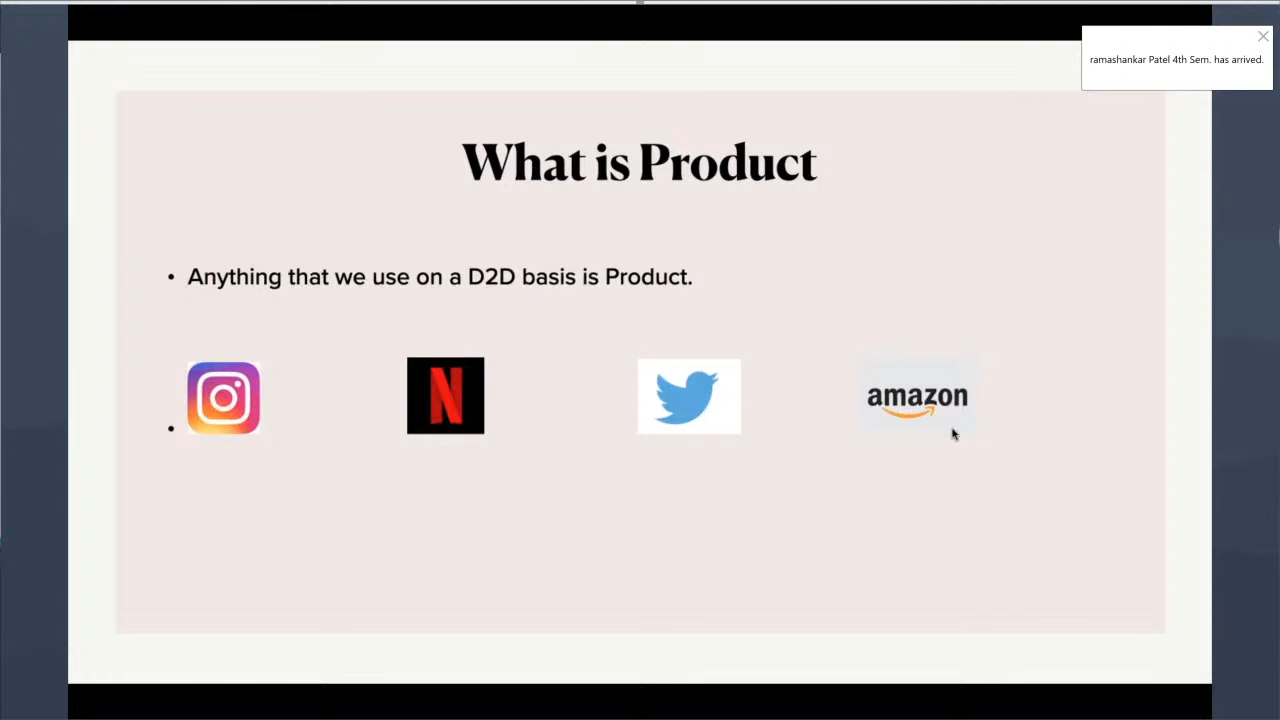 ramashankar Patel 4th Sem. has arrived.
What is Product
• Anything that we use on a D2D basis is Product.
•
N
amazon